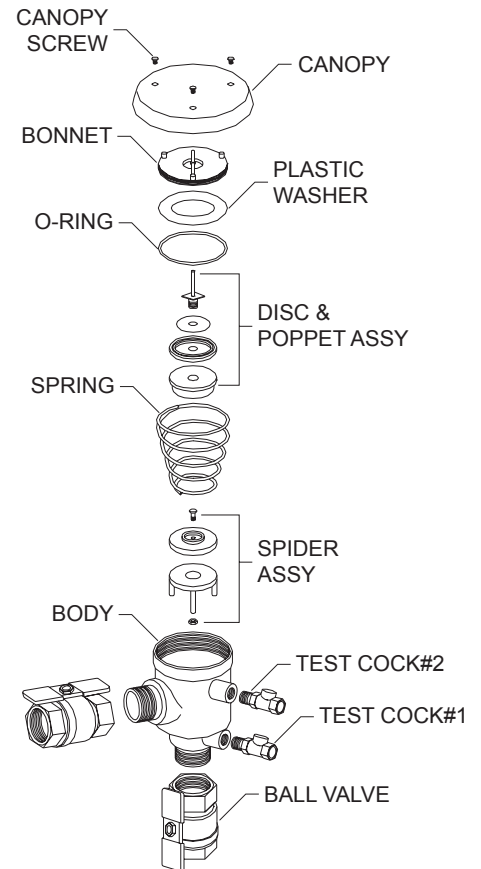 CANOPY
SCREW
CANOPY
BONNET
PLASTIC
WASHER
O-RING
DISC &
POPPET ASSY
SPRING
SPIDER
ASSY
BODY
TEST COCK#2
TEST COCK#1
BALL VALVE